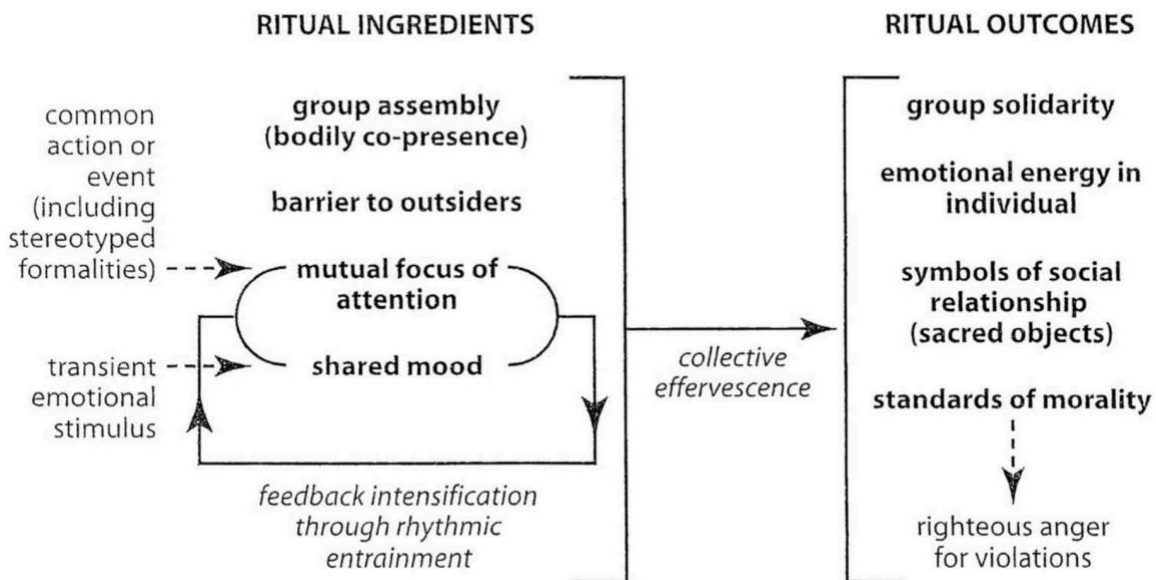 RITUAL INGREDIENTS
RITUAL OUTCOMES
common
action or
event
(including
stereotyped
formalities)
transient
emotional
stimulus
group assembly
(bodily co-presence)
barrier to outsiders
mutual focus of
attention
shared mood
feedback intensification
through rhythmic
entrainment
collective
effervescence
group solidarity
emotional energy in
individual
symbols of social
relationship
(sacred objects)
standards of morality
righteous anger
for violations